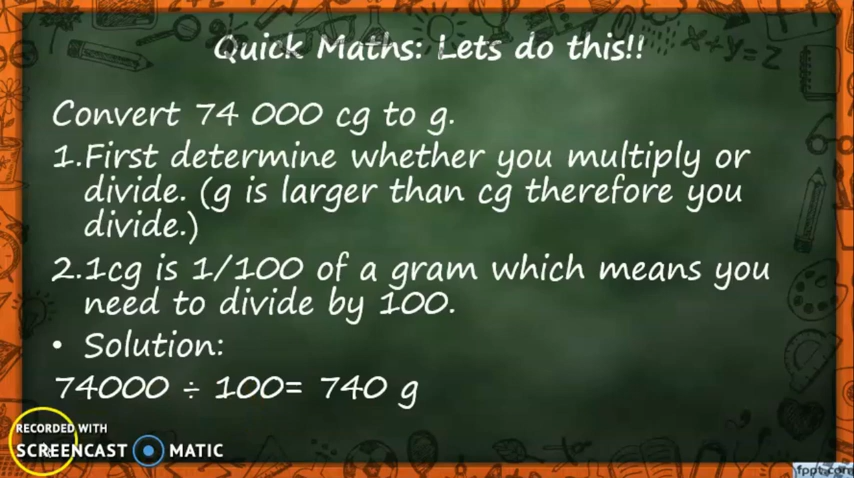 Quick Maths: Lets do this!!
x+y=z
Convert 74 000 cg to g.
1.First determine whether you multiply or
divide. (g is larger than cg therefore you
divide.)
2.1cg is 1/100 of a gram which means you
need to divide by 100.
• Solution:
74000 ÷ 100= 740 g
RECORDED WITH
SCREENCAST MATIC
fppt.com